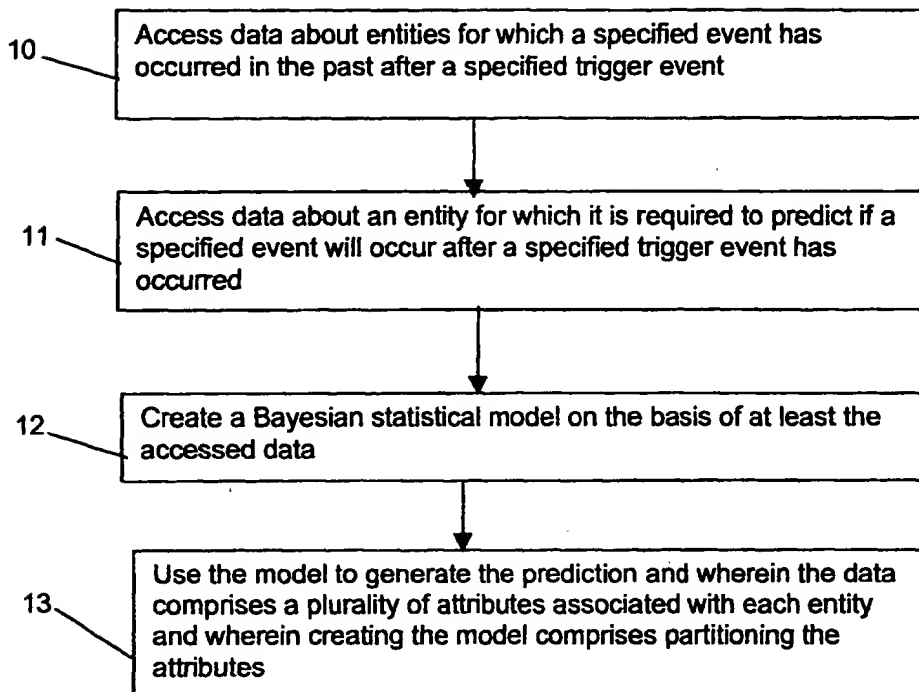 10
Access data about entities for which a specified event has
occurred in the past after a specified trigger event
11
Access data about an entity for which it is required to predict if a
specified event will occur after a specified trigger event has
occurred
12
Create a Bayesian statistical model on the basis of at least the
accessed data
13
Use the model to generate the prediction and wherein the data
comprises a plurality of attributes associated with each entity
and wherein creating the model comprises partitioning the
attributes